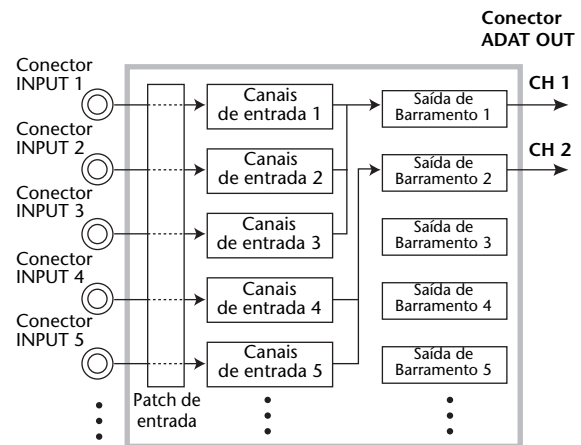 Conector
ADAT OUT
Conector
INPUT 1
Canais
de entrada 1
Saída de
Barramento 1
CH 1
Conector
INPUT 2
Canais
de entrada 2
Saída de
Barramento 2
CH 2
Conector
INPUT 3
Canais
de entrada 3
Saída de
Barramento 3
Conector
INPUT 4
Canais
de entrada 4
Saída de
Barramento 4
Conector
INPUT 5
Canais
de entrada 5
Saída de
Barramento 5
Patch de
entrada